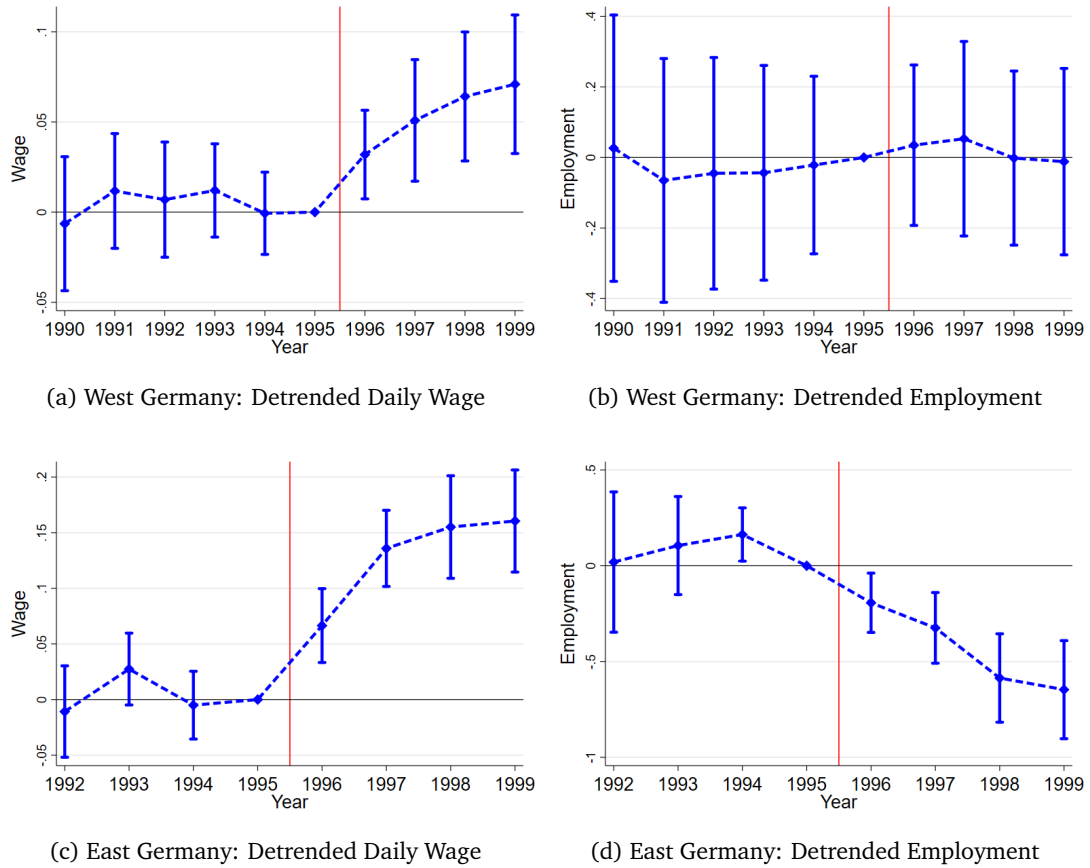 .1
.05
0
-.05
Wage
1990 1991 1992 1993 1994 1995 1996 1997 1998 1999
Year
(a) West Germany: Detrended Daily Wage
.4
.2
0
-.2
-.4
Employment
1990 1991 1992 1993 1994 1995 1996 1997 1998 1999
Year
(b) West Germany: Detrended Employment
.2
.15
.1
.05
0
-.05
Wage
1992 1993 1994 1995 1996 1997 1998 1999
Year
(c) East Germany: Detrended Daily Wage
.5
0
-.5
-1
Employment
1992 1993 1994 1995 1996 1997 1998 1999
Year
(d) East Germany: Detrended Employment